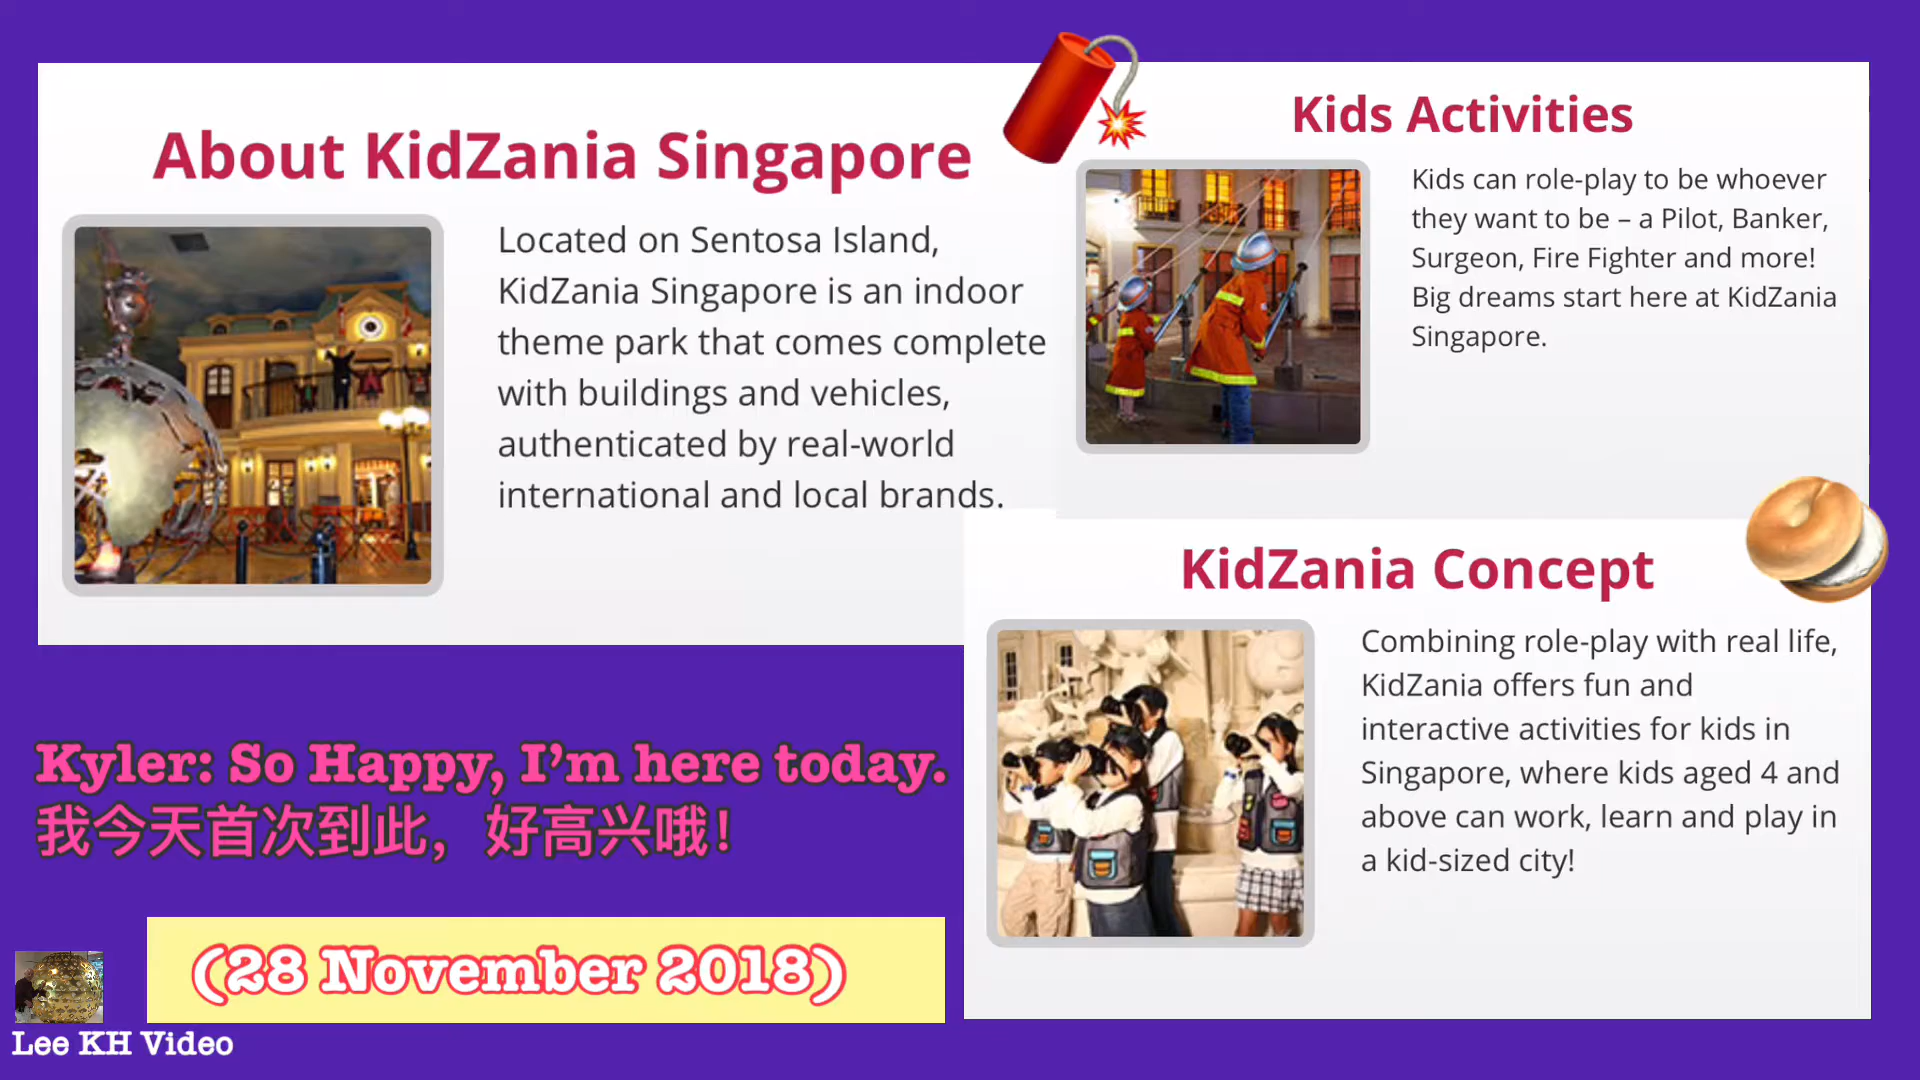 About KidZania Singapore
Located on Sentosa Island,
KidZania Singapore is an indoor
theme park that comes complete
with buildings and vehicles,
authenticated by real-world
international and local brands.
Kids Activities
Kids can role-play to be whoever
they want to be – a Pilot, Banker,
Surgeon, Fire Fighter and more!
Big dreams start here at KidZania
Singapore.
KidZania Concept
Combining role-play with real life,
KidZania offers fun and
interactive activities for kids in
Singapore, where kids aged 4 and
above can work, learn and play in
a kid-sized city!
Kyler: So Happy, I’m here today.
我今天首次到此，好高兴哦！
(28 November 2018)
Lee KH Video